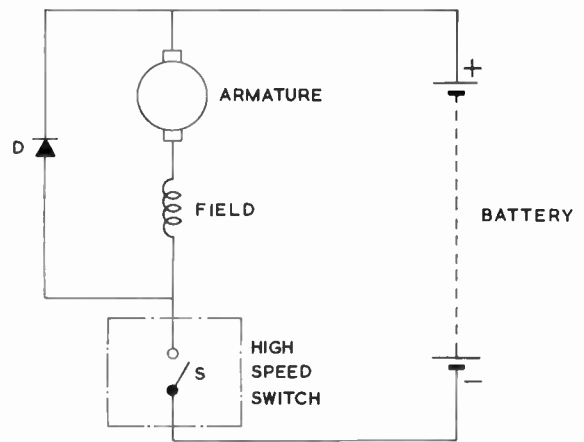 +
ARMATURE
D
FIELD
BATTERY
HIGH
SPEED
SWITCH
S
−